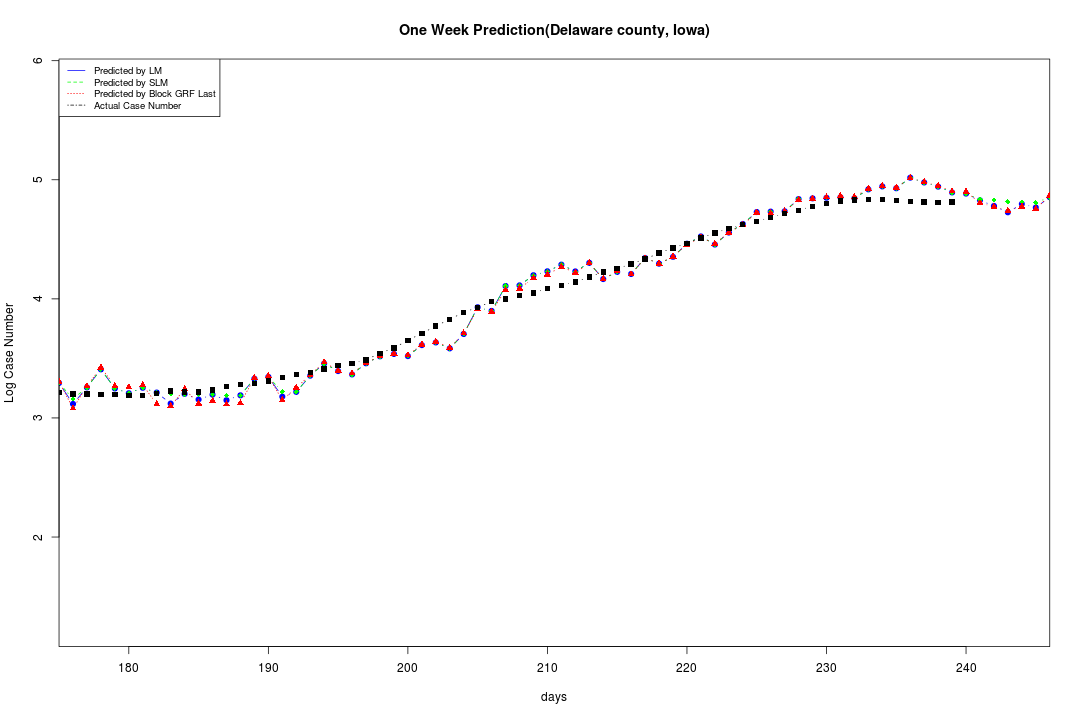 One Week Prediction(Delaware county, Iowa)
Predicted by LM
Predicted by SLM
Predicted by Block GRF Last
Actual Case Number
6
5
4
3
2
Log Case Number
180 190 200 210 220 230 240
days